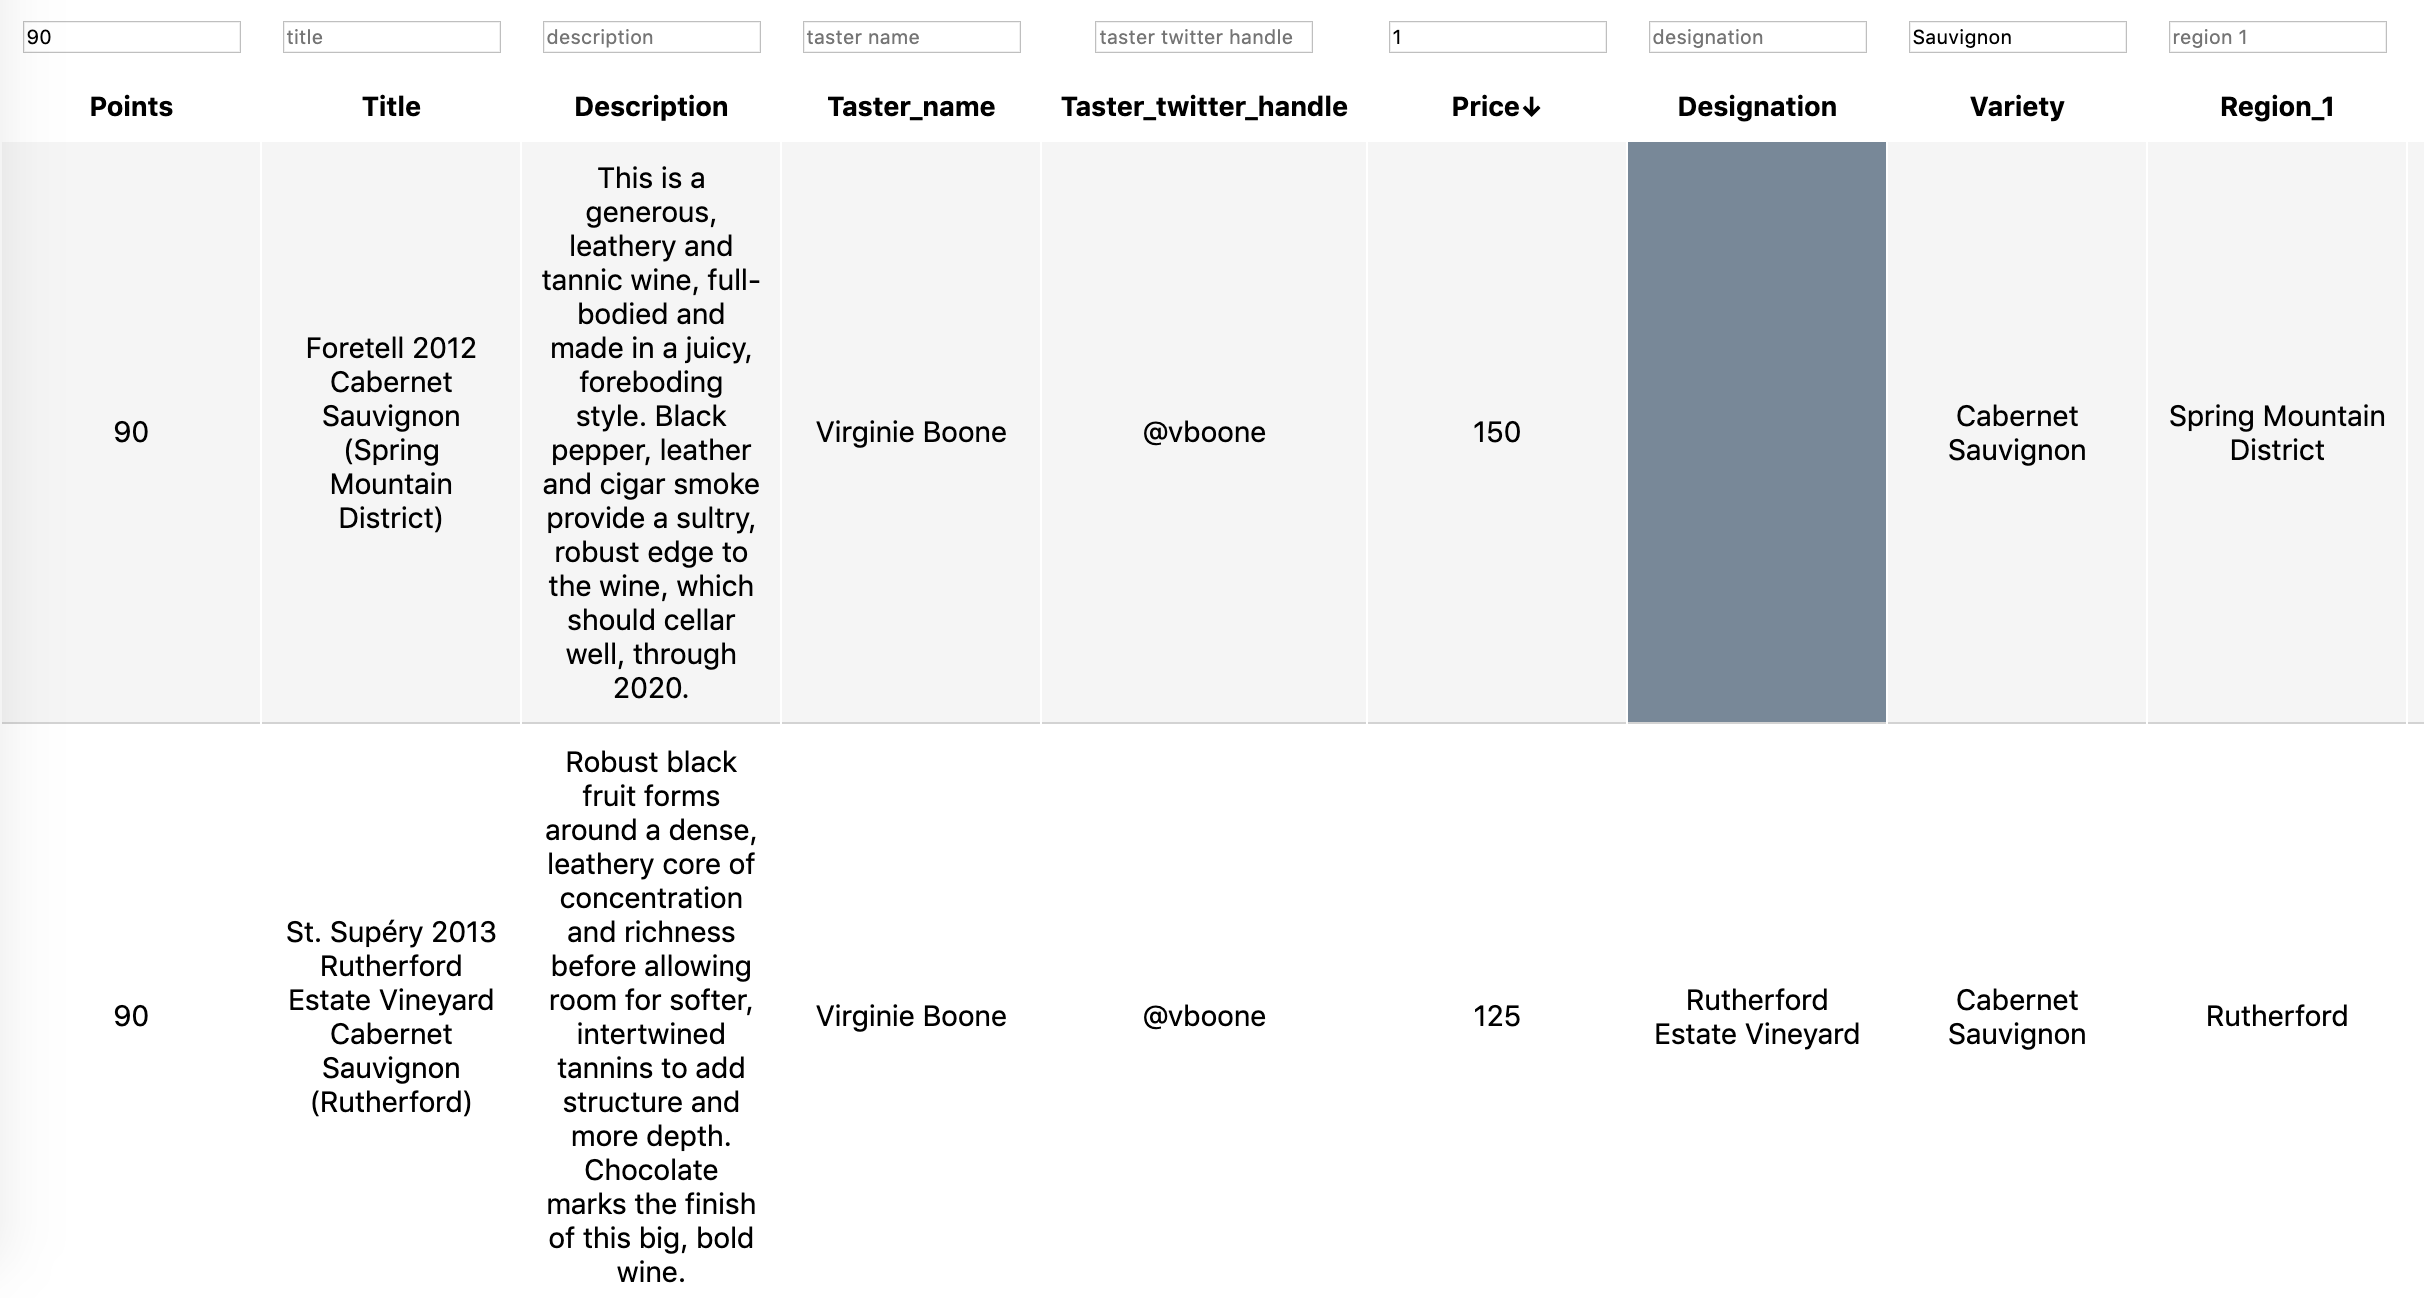 90
title
description
taster name
taster twitter handle
1
designation
Sauvignon
region 1
Points
Title
Description
Taster_name
Taster_twitter_handle
Price↓
Designation
Variety
Region_1
90
Foretell 2012
Cabernet
Sauvignon
(Spring
Mountain
District)
This is a
generous,
leathery and
tannic wine, full-
bodied and
made in a juicy,
foreboding
style. Black
pepper, leather
and cigar smoke
provide a sultry,
robust edge to
the wine, which
should cellar
well, through
2020.
Virginie Boone
@vboone
150
Cabernet
Sauvignon
Spring Mountain
District
90
St. Supéry 2013
Rutherford
Estate Vineyard
Cabernet
Sauvignon
(Rutherford)
Robust black
fruit forms
around a dense,
leathery core of
concentration
and richness
before allowing
room for softer,
intertwined
tannins to add
structure and
more depth.
Chocolate
marks the finish
of this big, bold
wine.
Virginie Boone
@vboone
125
Rutherford
Estate Vineyard
Cabernet
Sauvignon
Rutherford